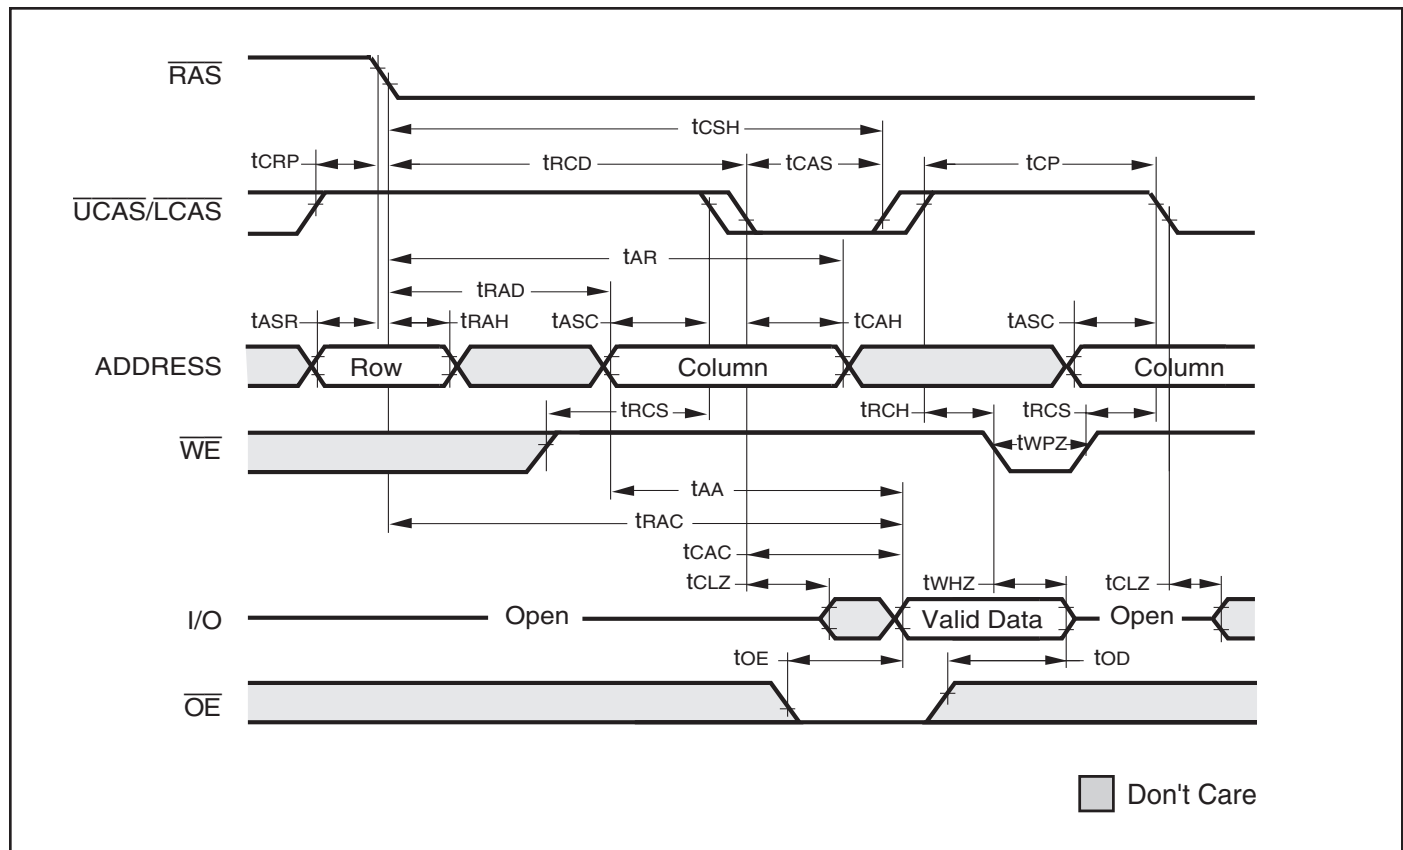 RAS
tCSH
tCRP tRCD tCAS tCP
UCAS/LCAS
tAR
tRAD
tASR tRAH tASC tCAH tASC
ADDRESS Row Column Column
tRCS tRCH tRCS
WE tWPZ
tAA
tRAC
tCAC
tCLZ tWHZ tCLZ
I/O Open Valid Data Open
tOE tOD
OE
Don't Care